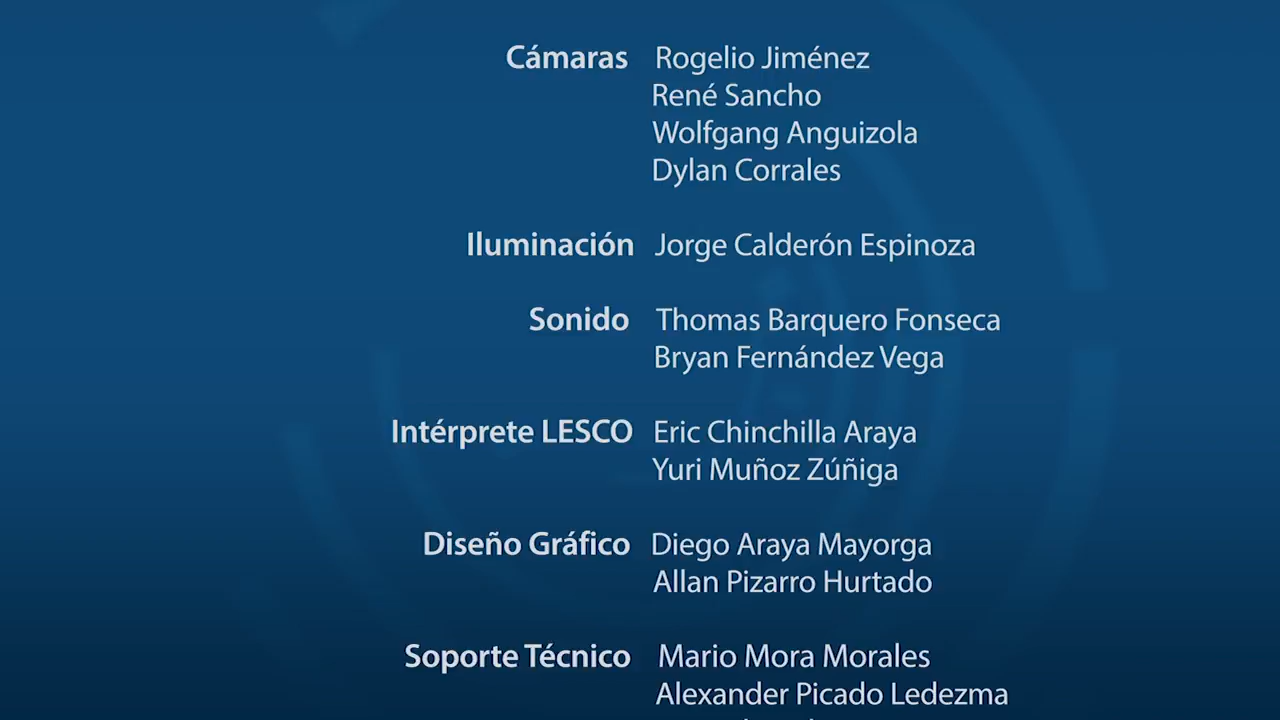 Cámaras Rogelio Jiménez
René Sancho
Wolfgang Anguizola
Dylan Corrales
Iluminación Jorge Calderón Espinoza
Sonido Thomas Barquero Fonseca
Bryan Fernández Vega
Intérprete LESCO Eric Chinchilla Araya
Yuri Muñoz Zúñiga
Diseño Gráfico Diego Araya Mayorga
Allan Pizarro Hurtado
Soporte Técnico Mario Mora Morales
Alexander Picado Ledezma